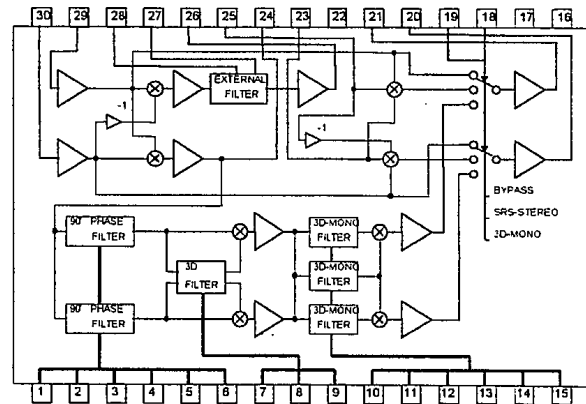 30 29 28 27 26 25 24 23 22 21 20 19 18 17 16
EXTERNAL
FILTER
-1
-1
BYPASS
SRS-STEREO
3D-MONO
90° PHASE
FILTER
3D
FILTER
3D-MONO
FILTER
3D-MONO
FILTER
90° PHASE
FILTER
3D-MONO
FILTER
1 2 3 4 5 6 7 8 9 10 11 12 13 14 15